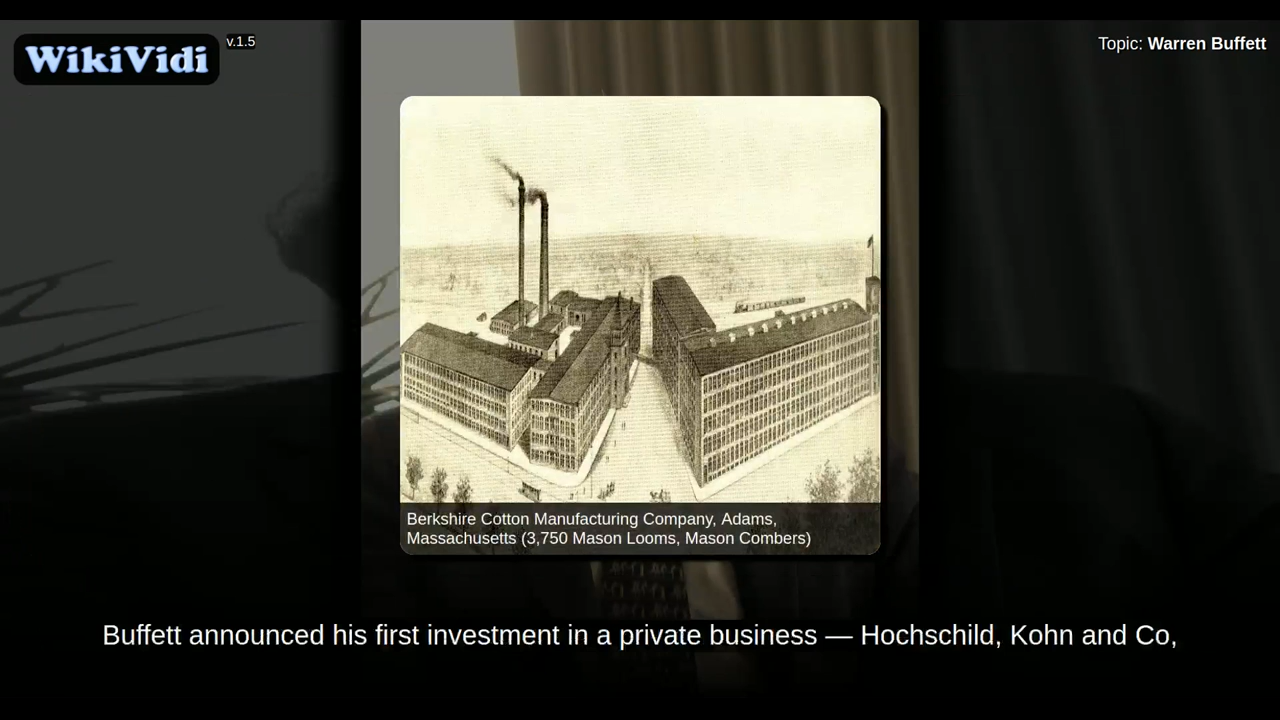 WikiVidi
v.1.5
Topic: Warren Buffett
Berkshire Cotton Manufacturing Company, Adams,
Massachusetts (3,750 Mason Looms, Mason Combers)
Buffett announced his first investment in a private business — Hochschild, Kohn and Co,